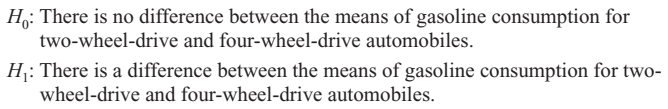 H₀: There is no difference between the means of gasoline consumption for
two-wheel-drive and four-wheel-drive automobiles.
H₁: There is a difference between the means of gasoline consumption for two-
wheel-drive and four-wheel-drive automobiles.